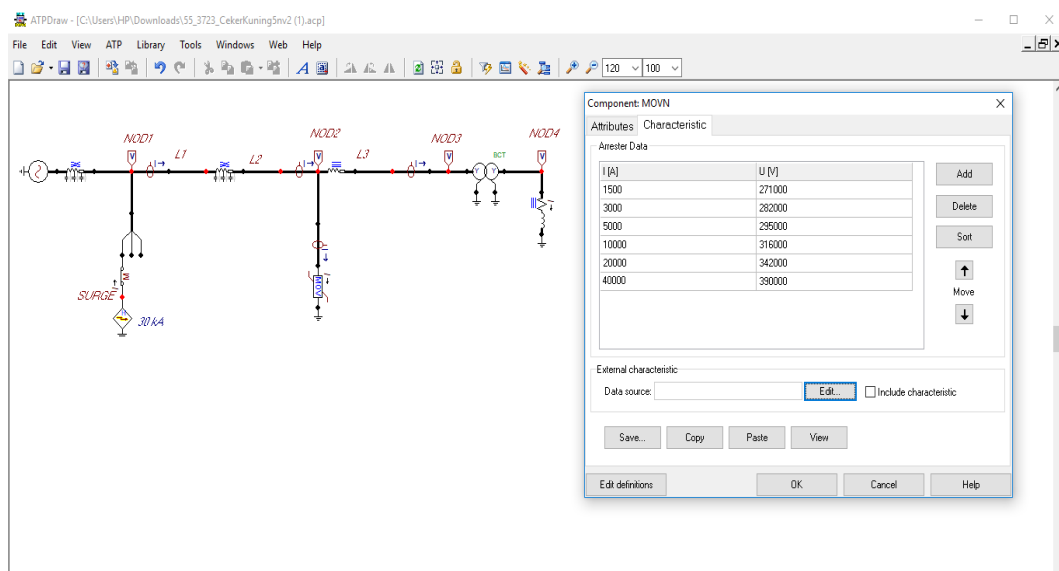 ATPDraw - [C:\Users\HP\Downloads\55_3723_CekerKuning5nv2 (1).acp]
File Edit View ATP Library Tools Windows Web Help
120 100
NOD1 NOD2 NOD3 NOD4
L1 L2 L3
BCT
Y Y
SURGE
M
MOV
30 kA
Component: MOVN
Attributes Characteristic
Arrester Data
I [A] U [V]
1500 271000
3000 282000
5000 295000
10000 316000
20000 342000
40000 390000
Add
Delete
Sort
Move
External characteristic
Data source: Edit... Include characteristic
Save... Copy Paste View
Edit definitions OK Cancel Help